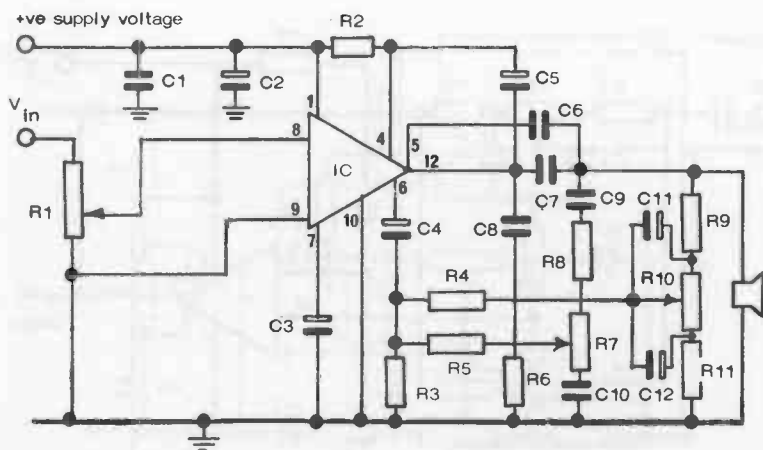 +ve supply voltage
R2
C1
C2
C5
V in
1
4
5
C6
8
12
IC
R1
9
10
6
C7
C9
C11
R9
7
C4
C8
R8
R10
C3
R4
R5
R7
R3
R6
C10
C12
R11